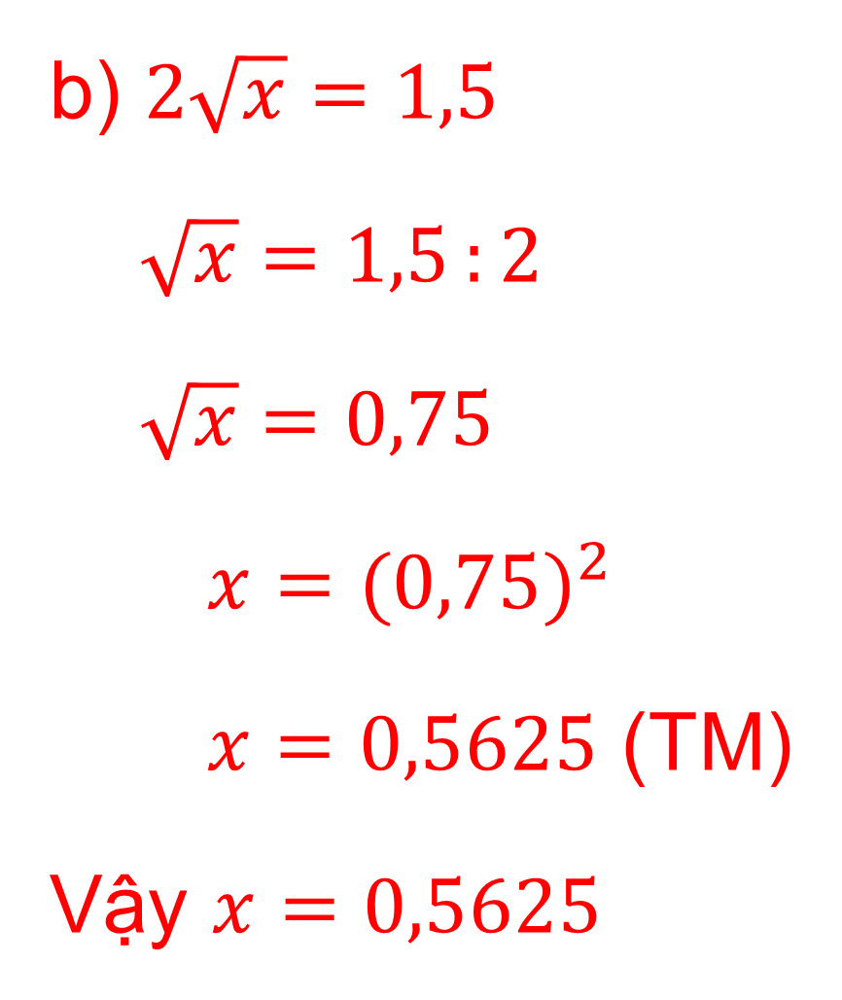 b) 2√x = 1,5
√x = 1,5 : 2
√x = 0,75
x = (0,75)²
x = 0,5625 (TM)
Vậy x = 0,5625